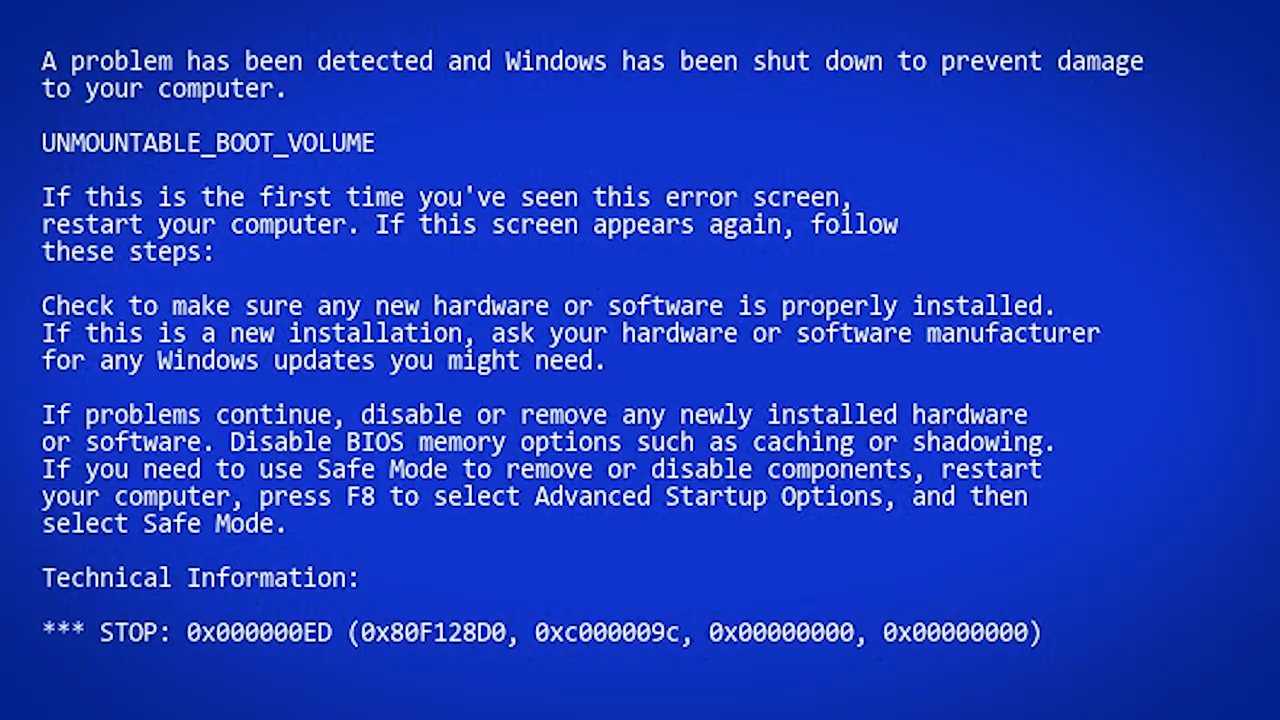 A problem has been detected and Windows has been shut down to prevent damage
to your computer.
UNMOUNTABLE_BOOT_VOLUME
If this is the first time you've seen this error screen,
restart your computer. If this screen appears again, follow
these steps:
Check to make sure any new hardware or software is properly installed.
If this is a new installation, ask your hardware or software manufacturer
for any Windows updates you might need.
If problems continue, disable or remove any newly installed hardware
or software. Disable BIOS memory options such as caching or shadowing.
If you need to use Safe Mode to remove or disable components, restart
your computer, press F8 to select Advanced Startup Options, and then
select Safe Mode.
Technical Information:
*** STOP: 0x000000ED (0x80F128D0, 0xc000009c, 0x00000000, 0x00000000)